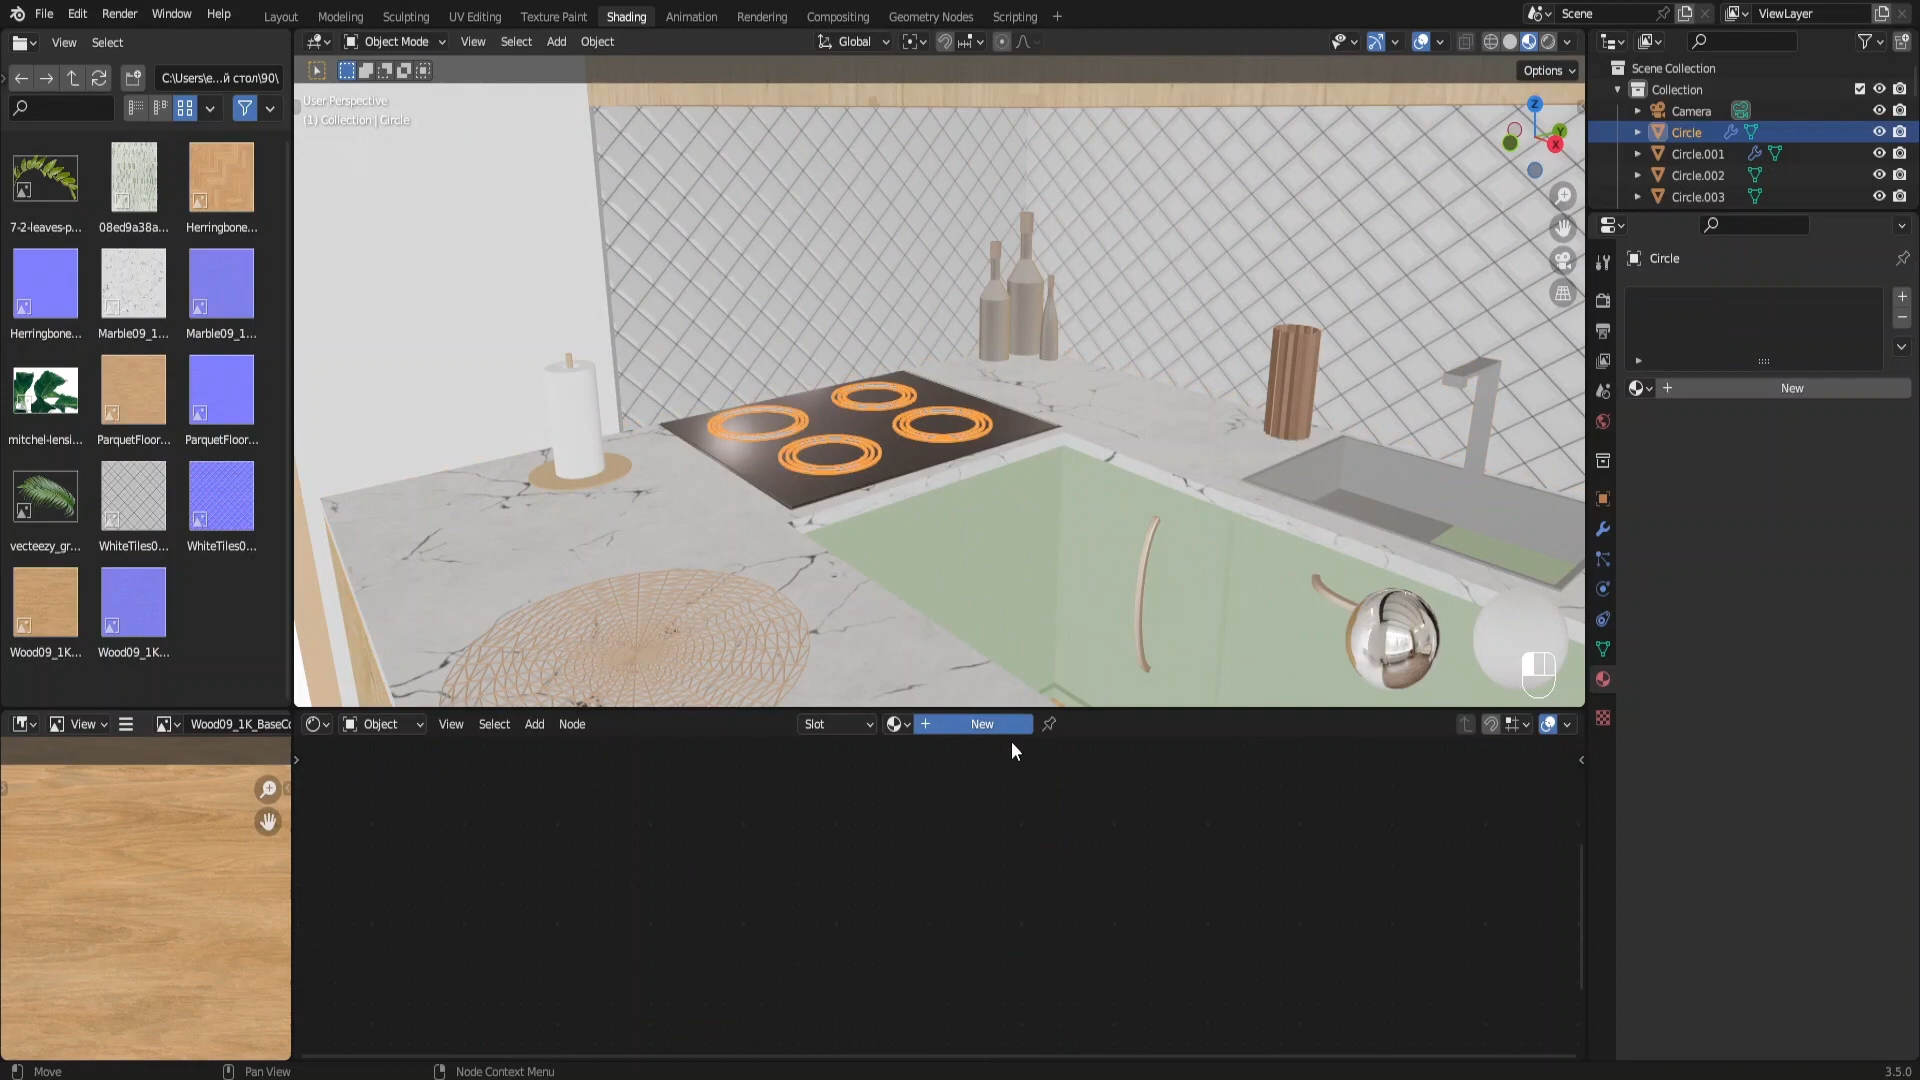 File Edit Render Window Help
Layout Modeling Sculpting UV Editing Texture Paint Shading Animation Rendering Compositing Geometry Nodes Scripting +
Scene
ViewLayer
View Select
Object Mode View Select Add Object
Global
C:\Users\e...й стол\90\
Options
User Perspective
(1) Collection | Circle
Z
Y
X
Scene Collection
Collection
Camera
Circle
Circle.001
Circle.002
Circle.003
Circle
New
7-2-leaves-p... 08ed9a38a... Herringbone...
Herringbone... Marble09_1... Marble09_1...
mitchel-lensi... ParquetFloor... ParquetFloor...
vecteezy_gr... WhiteTiles0... WhiteTiles0...
Wood09_1K... Wood09_1K...
View
Wood09_1K_BaseCo
Object View Select Add Node
Slot
New
Move
Pan View
Node Context Menu
3.5.0